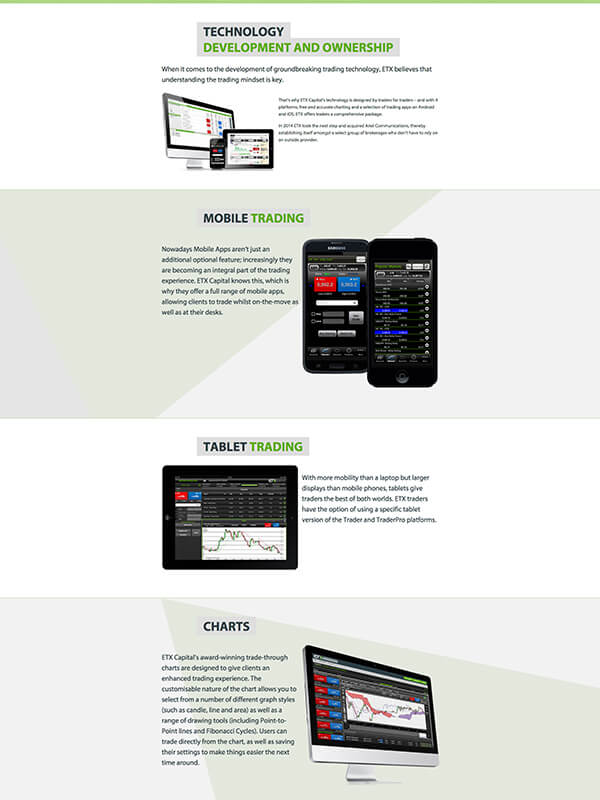 TECHNOLOGY
DEVELOPMENT AND OWNERSHIP
When it comes to the development of groundbreaking trading technology, ETX believes that
understanding the trading mindset is key.
That's why ETX Capital's technology is designed by traders for traders – and with 4
platforms, free and accurate charting and a selection of trading apps on Android
and iOS, ETX offers traders a comprehensive package.
In 2014 ETX took the next step and acquired Ariel Communications, thereby
establishing itself amongst a select group of brokerages who don't have to rely on
an outside provider.
MOBILE TRADING
Nowadays Mobile Apps aren't just an
additional optional feature; increasingly they
are becoming an integral part of the trading
experience. ETX Capital knows this, which is
why they offer a full range of mobile apps,
allowing clients to trade whilst on-the-move as
well as at their desks.
SAMSUNG
TABLET TRADING
With more mobility than a laptop but larger
displays than mobile phones, tablets give
traders the best of both worlds. ETX traders
have the option of using a specific tablet
version of the Trader and TraderPro platforms.
CHARTS
ETX Capital's award-winning trade-through
charts are designed to give clients an
enhanced trading experience. The
customisable nature of the chart allows you to
select from a number of different graph styles
(such as candle, line and area) as well as a
range of drawing tools (including Point-to-
Point lines and Fibonacci Cycles). Users can
trade directly from the chart, as well as saving
their settings to make things easier the next
time around.